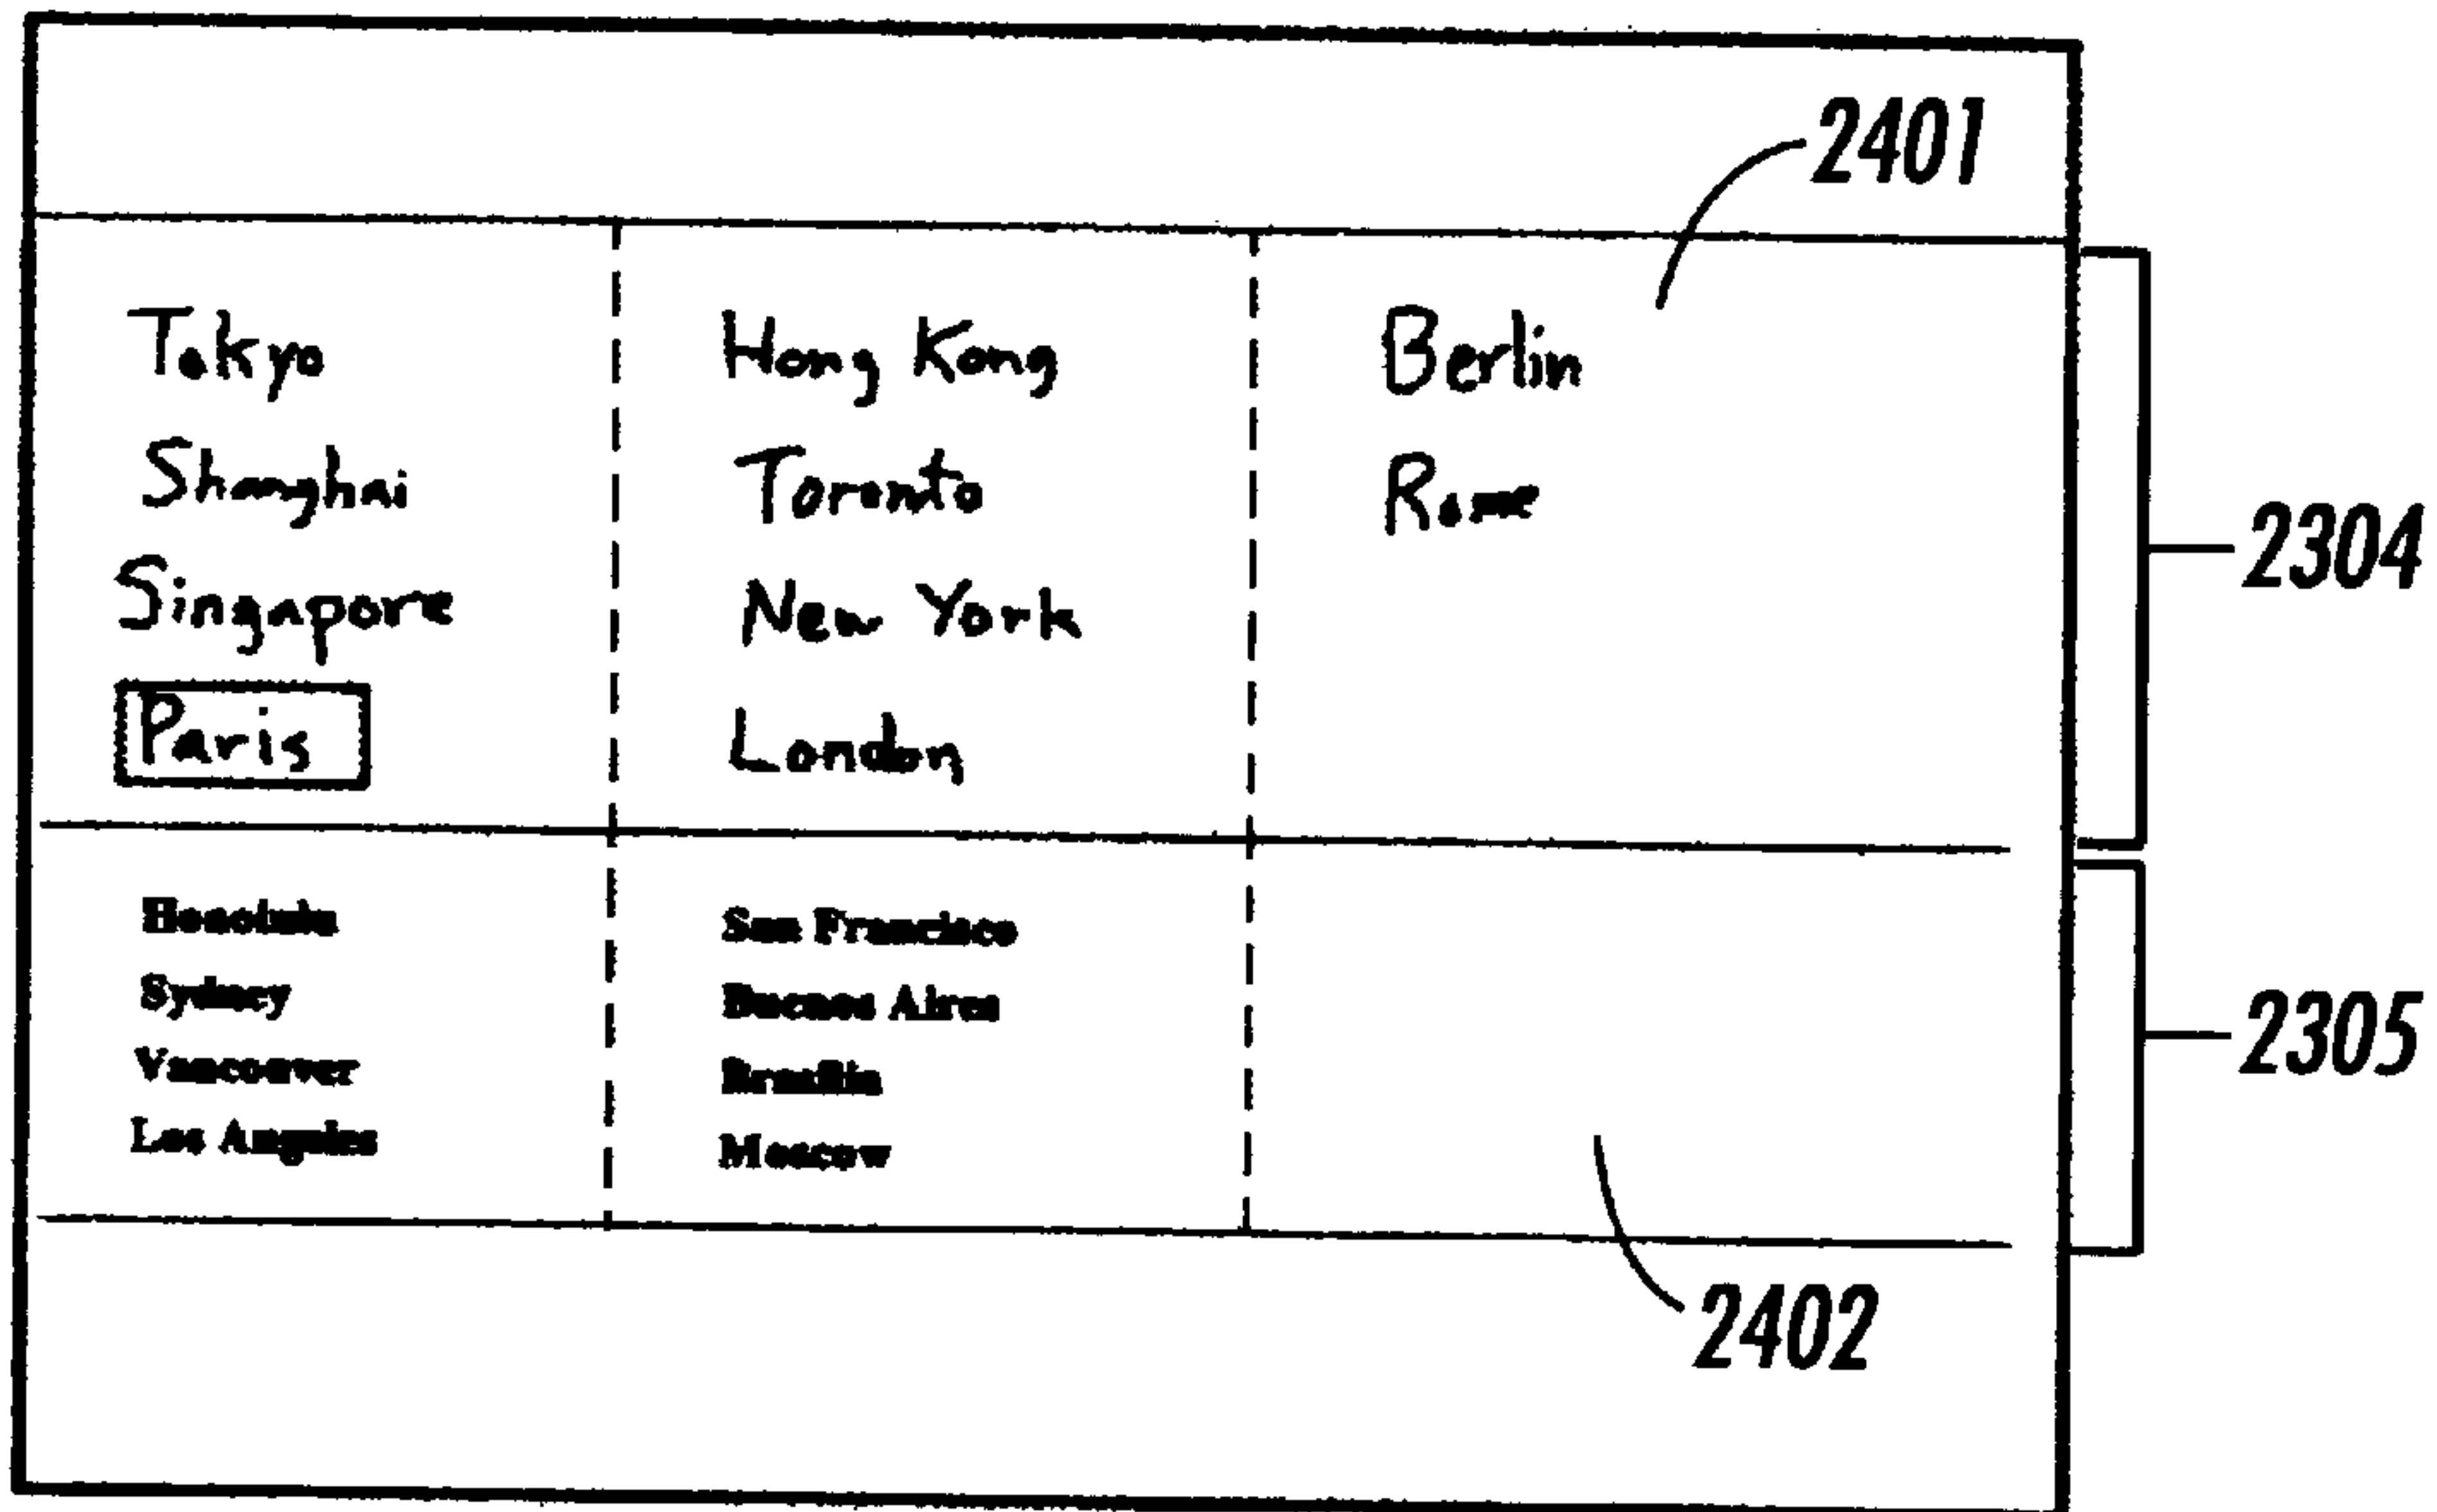 2401
Tokyo
Hong Kong
Berlin
Shanghai
Toronto
Rome
2304
Singapore
New York
Paris
London
Honolulu
San Francisco
Sydney
Buenos Aires
2305
Vancouver
Brasilia
Los Angeles
Moscow
2402